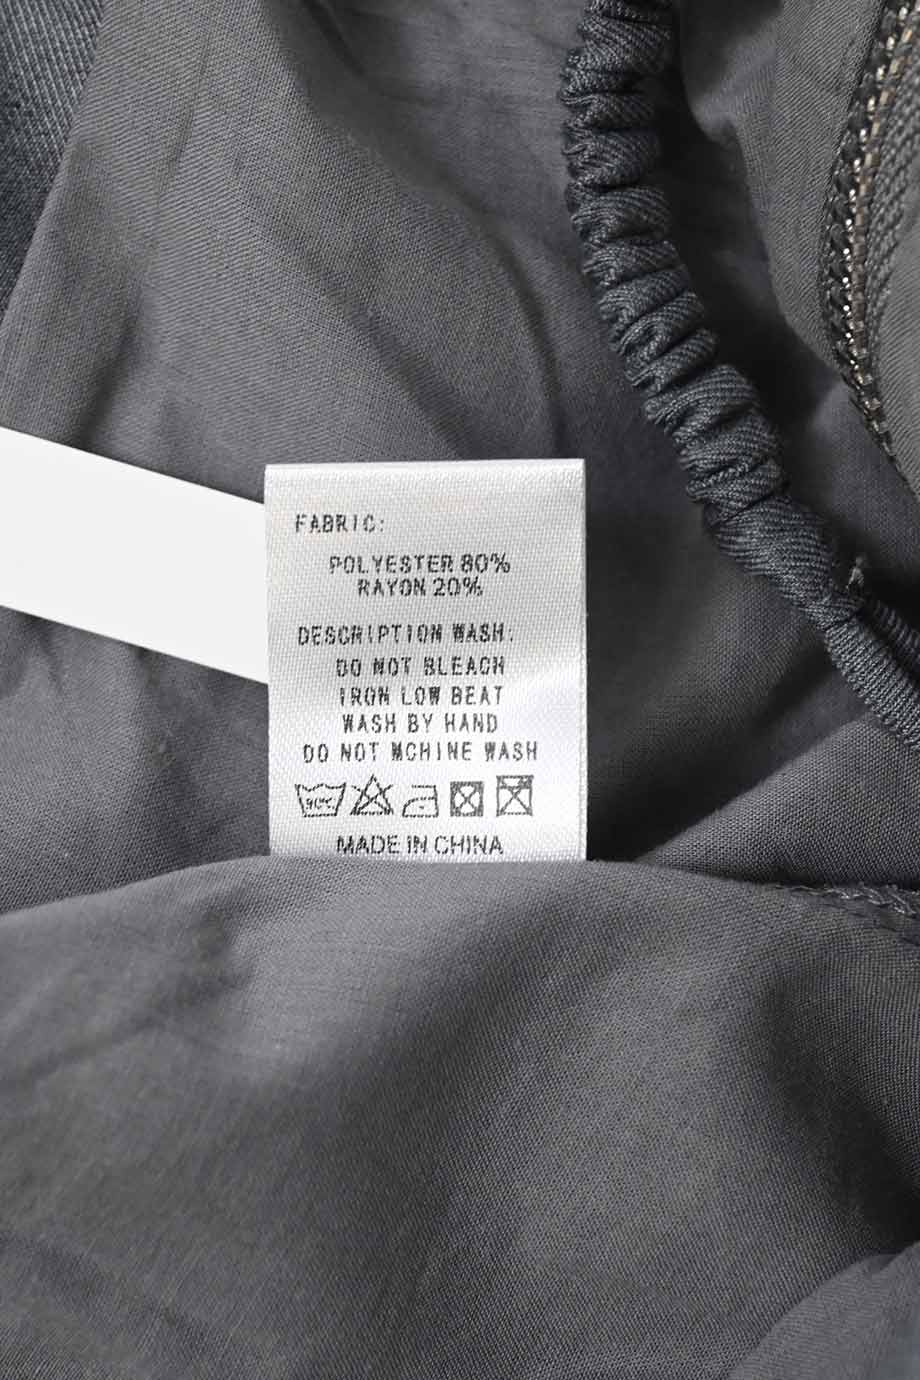 FABRIC:
POLYESTER 80%
RAYON 20%
DESCRIPTION WASH:
DO NOT BLEACH
IRON LOW BEAT
WASH BY HAND
DO NOT MCHINE WASH
MADE IN CHINA